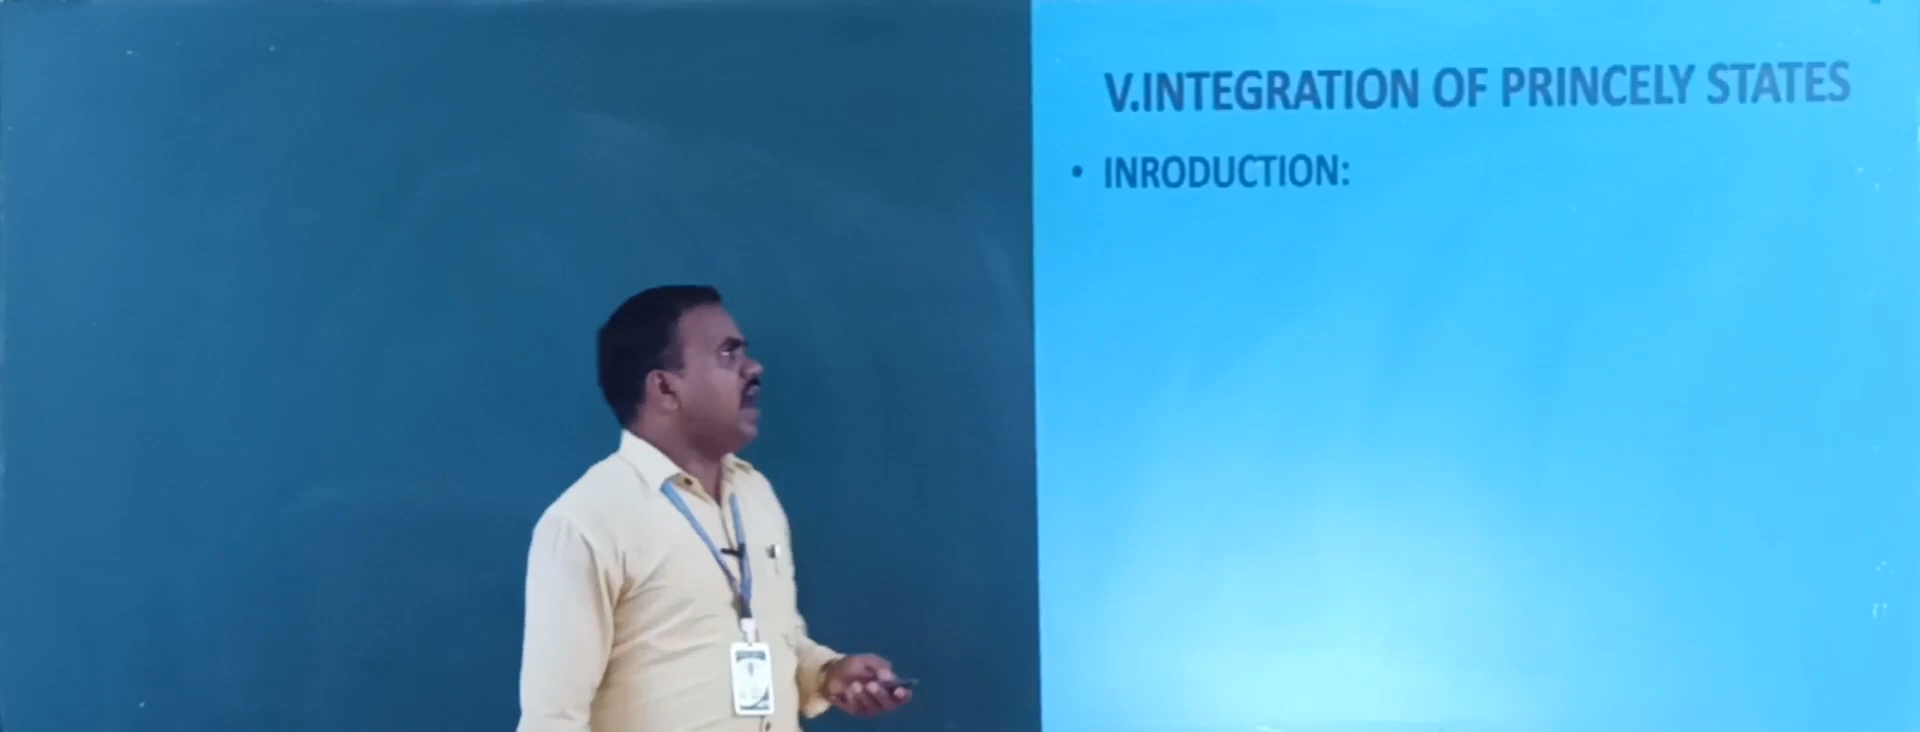 V.INTEGRATION OF PRINCELY STATES
• INRODUCTION: